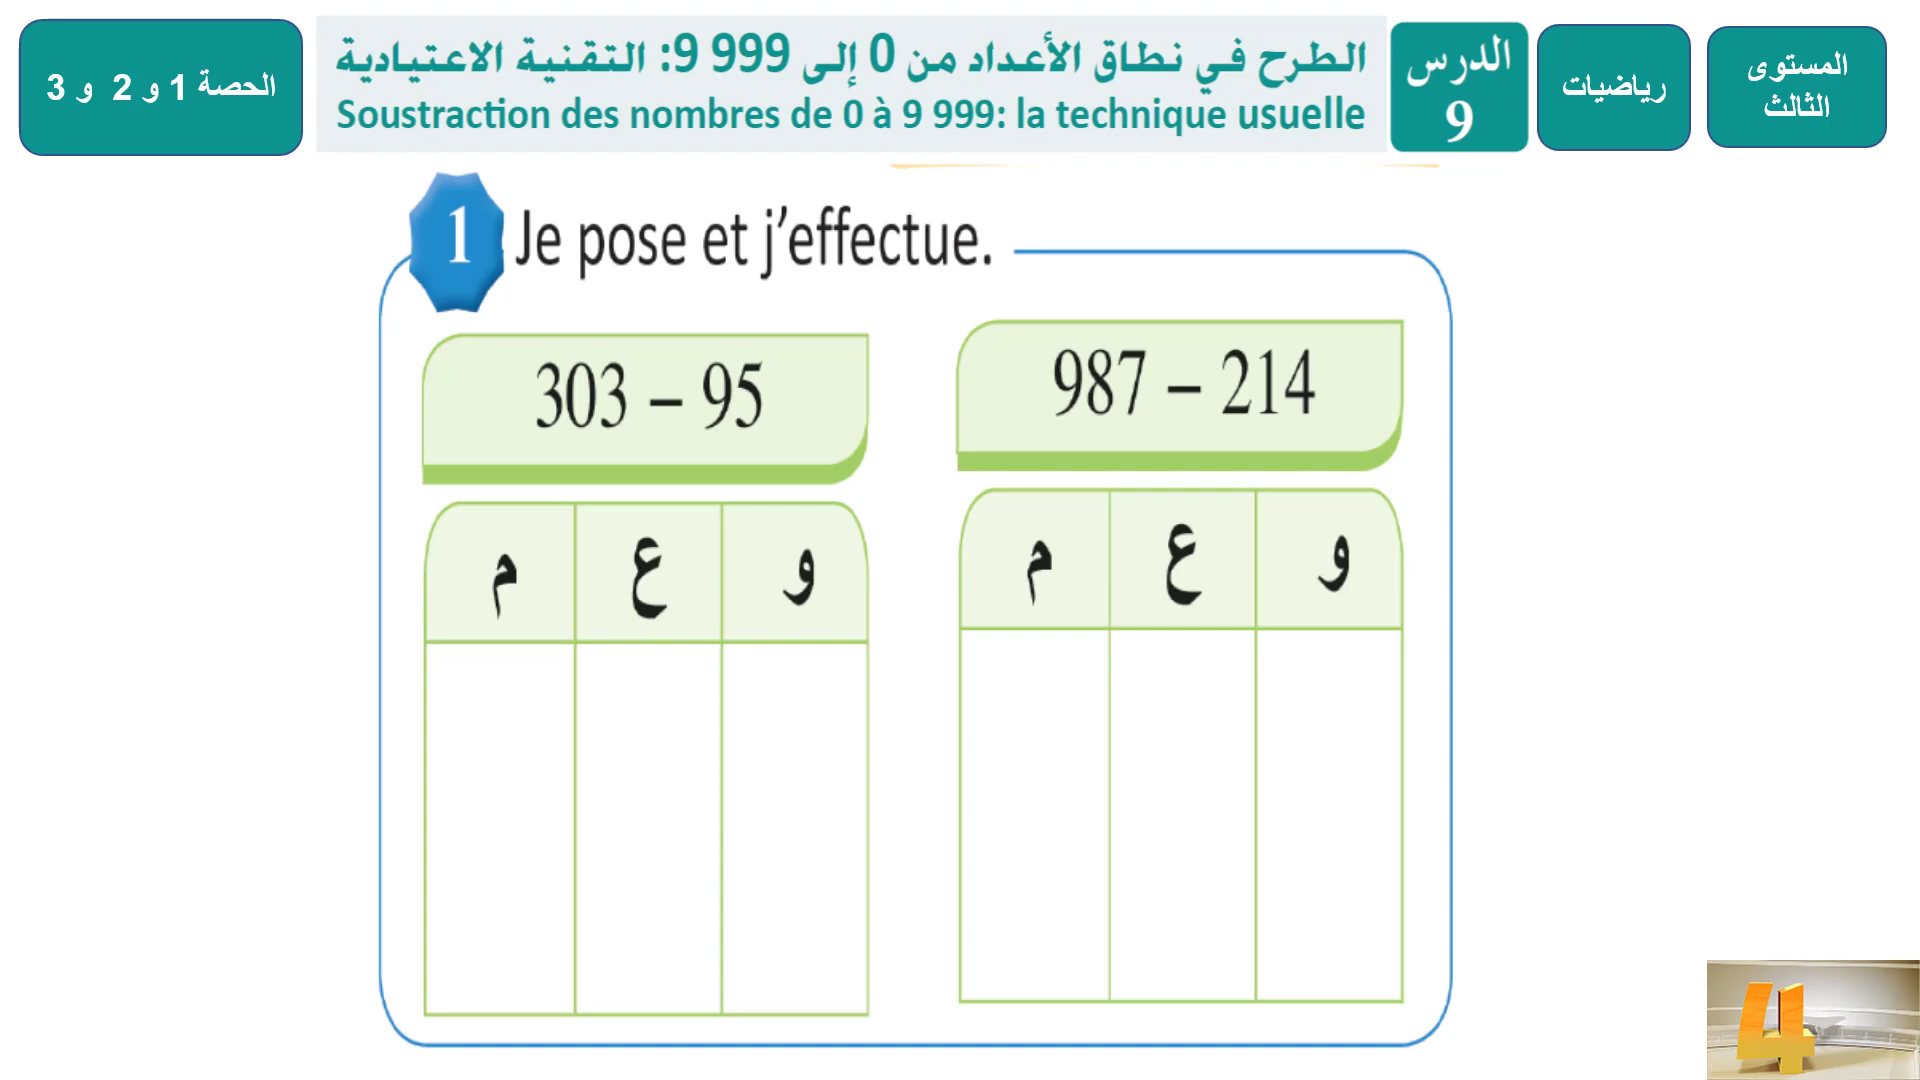 المستوى
الثالث
رياضيات
الدرس
9
الطرح في نطاق الأعداد من 0 إلى 999 9: التقنية الاعتيادية
Soustraction des nombres de 0 à 9 999: la technique usuelle
الحصة 1 و 2 و 3
1 Je pose et j’effectue.
303 – 95
م ع و
987 – 214
م ع و
4